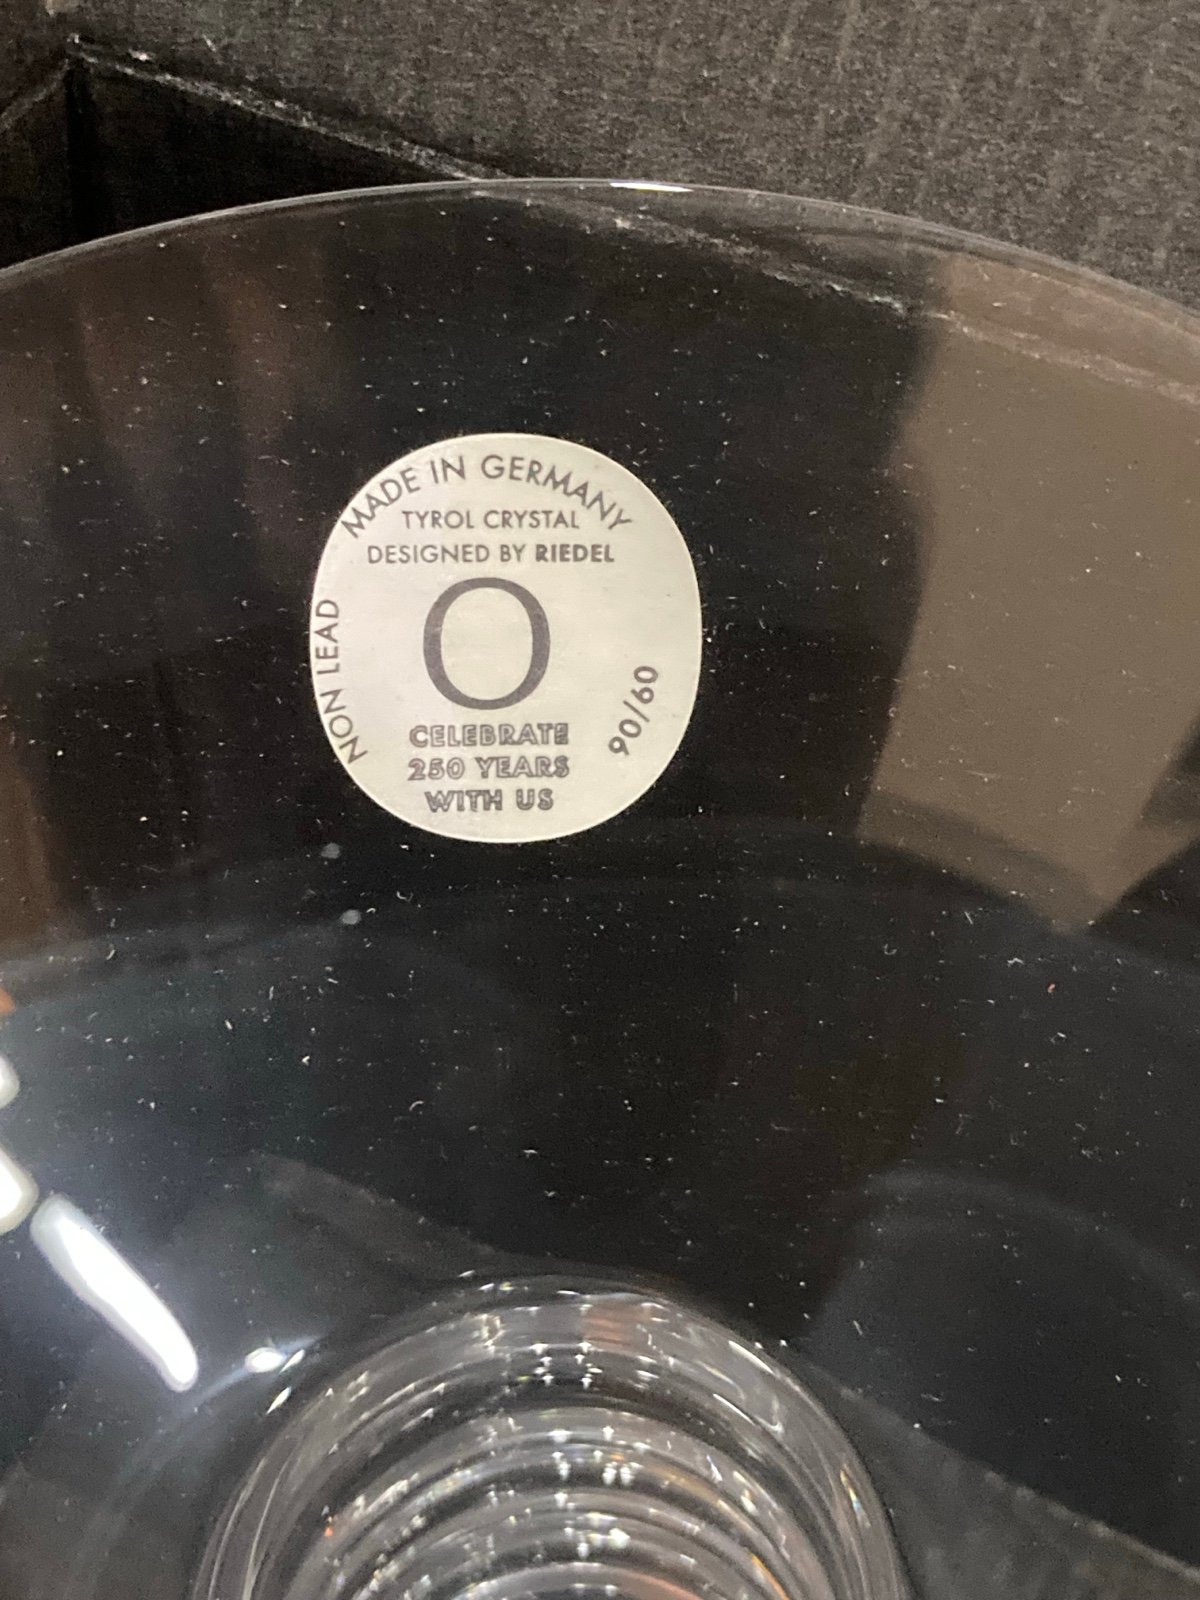 MADE IN GERMANY
TYROL CRYSTAL
DESIGNED BY RIEDEL
O
NON LEAD
90/60
CELEBRATE
250 YEARS
WITH US